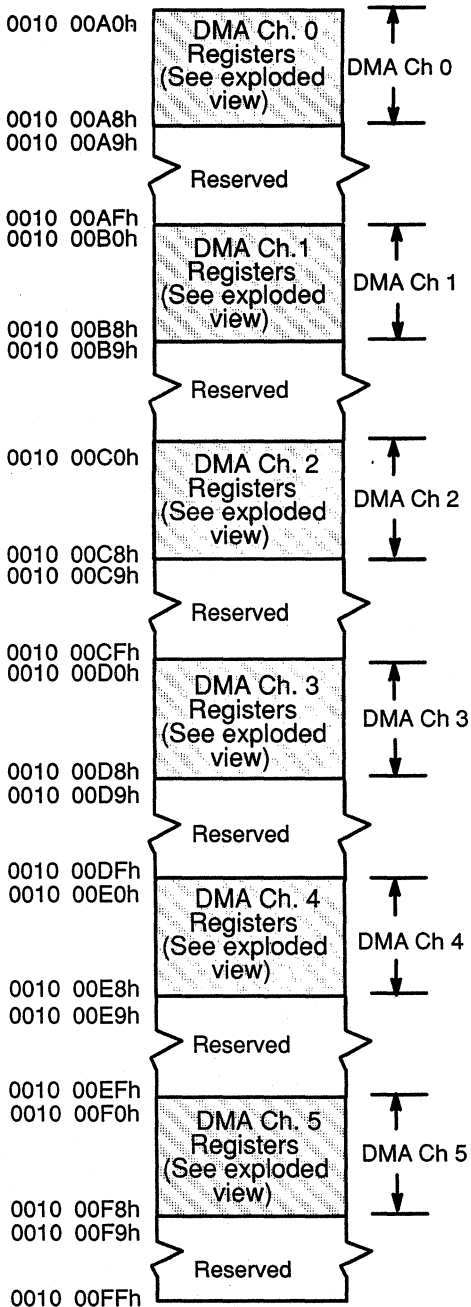 0010 00A0h
DMA Ch. 0
Registers
(See exploded
view)
DMA Ch 0
0010 00A8h
0010 00A9h
Reserved
0010 00AFh
0010 00B0h
DMA Ch.1
Registers
(See exploded
view)
DMA Ch 1
0010 00B8h
0010 00B9h
Reserved
0010 00C0h
DMA Ch. 2
Registers
(See exploded
view)
DMA Ch 2
0010 00C8h
0010 00C9h
Reserved
0010 00CFh
0010 00D0h
DMA Ch. 3
Registers
(See exploded
view)
DMA Ch 3
0010 00D8h
0010 00D9h
Reserved
0010 00DFh
0010 00E0h
DMA Ch. 4
Registers
(See exploded
view)
DMA Ch 4
0010 00E8h
0010 00E9h
Reserved
0010 00EFh
0010 00F0h
DMA Ch. 5
Registers
(See exploded
view)
DMA Ch 5
0010 00F8h
0010 00F9h
Reserved
0010 00FFh